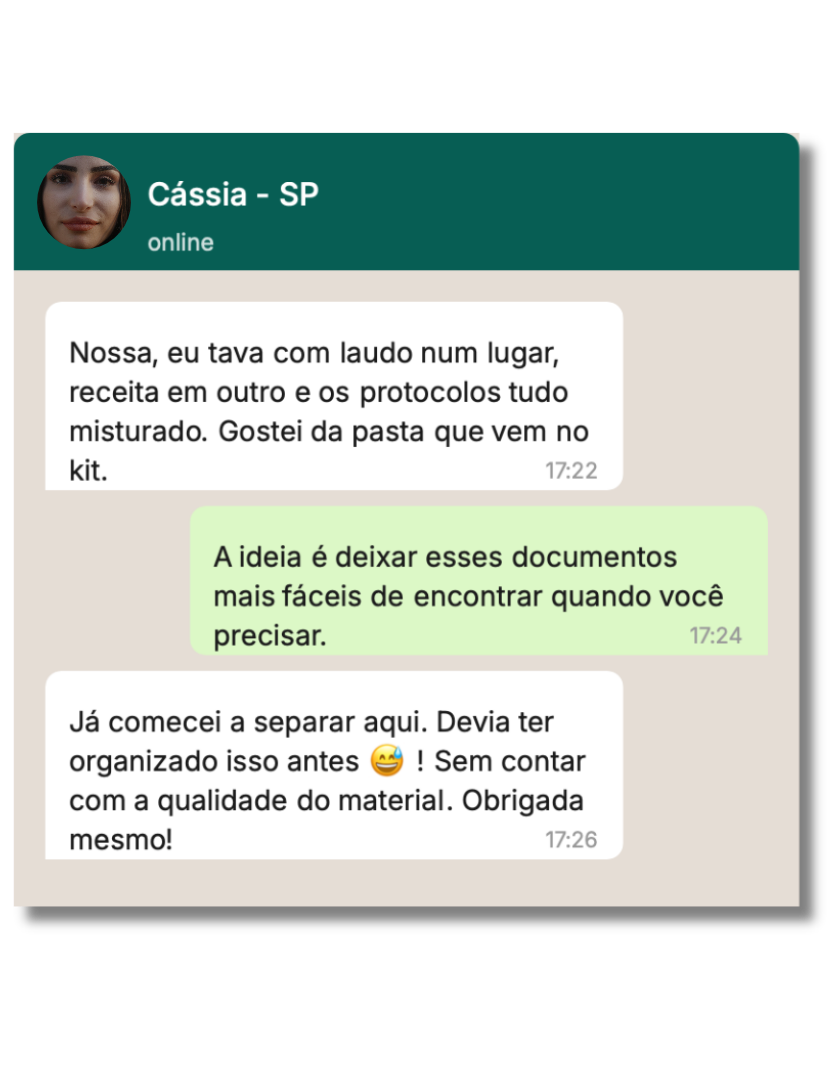 Cássia - SP
online
Nossa, eu tava com laudo num lugar,
receita em outro e os protocolos tudo
misturado. Gostei da pasta que vem no
kit.
17:22
A ideia é deixar esses documentos
mais fáceis de encontrar quando você
precisar.
17:24
Já comecei a separar aqui. Devia ter
organizado isso antes 😅 ! Sem contar
com a qualidade do material. Obrigada
mesmo!
17:26